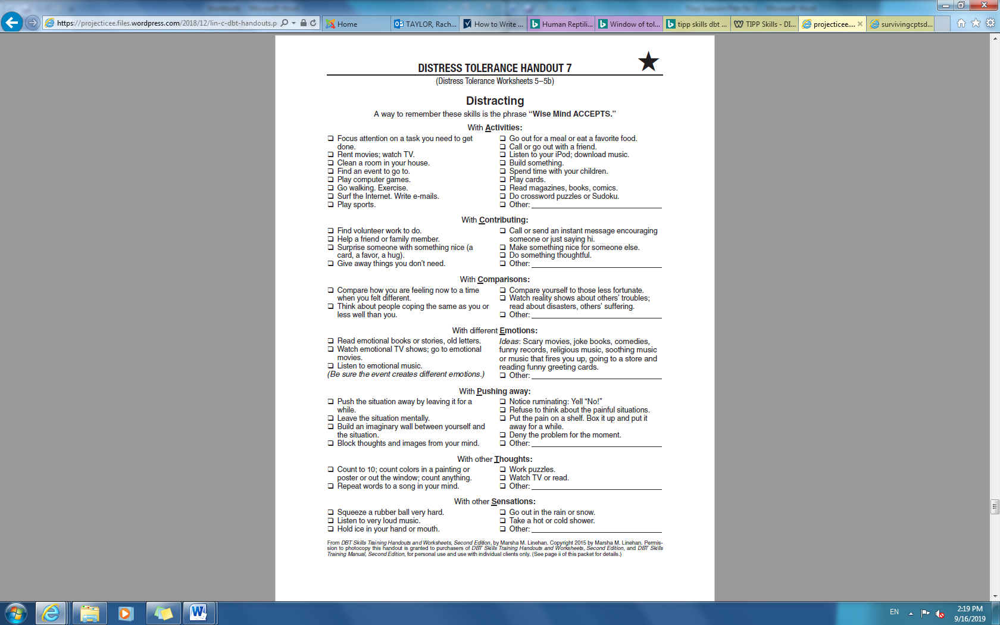 https://projecticee.files.wordpress.com/2018/12/lin-c-dbt-handouts.p
Home
TAYLOR, Rach...
How to Write ...
Human Reptili...
Window of tol...
tipp skills dbt ...
TIPP Skills - DI...
projecticee....
survivingcptsd...
DISTRESS TOLERANCE HANDOUT 7
(Distress Tolerance Worksheets 5–5b)
Distracting
A way to remember these skills is the phrase “Wise Mind ACCEPTS.”
With Activities:
Focus attention on a task you need to get
done.
Rent movies; watch TV.
Clean a room in your house.
Find an event to go to.
Play computer games.
Go walking. Exercise.
Surf the Internet. Write e-mails.
Play sports.
Go out for a meal or eat a favorite food.
Call or go out with a friend.
Listen to your iPod; download music.
Build something.
Spend time with your children.
Play cards.
Read magazines, books, comics.
Do crossword puzzles or Sudoku.
Other:
With Contributing:
Find volunteer work to do.
Help a friend or family member.
Surprise someone with something nice (a
card, a favor, a hug).
Give away things you don’t need.
Call or send an instant message encouraging
someone or just saying hi.
Make something nice for someone else.
Do something thoughtful.
Other:
With Comparisons:
Compare how you are feeling now to a time
when you felt different.
Think about people coping the same as you or
less well than you.
Compare yourself to those less fortunate.
Watch reality shows about others’ troubles;
read about disasters, others’ suffering.
Other:
With different Emotions:
Read emotional books or stories, old letters.
Watch emotional TV shows; go to emotional
movies.
Listen to emotional music.
(Be sure the event creates different emotions.)
Ideas: Scary movies, joke books, comedies,
funny records, religious music, soothing music
or music that fires you up, going to a store and
reading funny greeting cards.
Other:
With Pushing away:
Push the situation away by leaving it for a
while.
Leave the situation mentally.
Build an imaginary wall between yourself and
the situation.
Block thoughts and images from your mind.
Notice ruminating: Yell “No!”
Refuse to think about the painful situations.
Put the pain on a shelf. Box it up and put it
away for a while.
Deny the problem for the moment.
Other:
With other Thoughts:
Count to 10; count colors in a painting or
poster or out the window; count anything.
Repeat words to a song in your mind.
Work puzzles.
Watch TV or read.
Other:
With other Sensations:
Squeeze a rubber ball very hard.
Listen to very loud music.
Hold ice in your hand or mouth.
Go out in the rain or snow.
Take a hot or cold shower.
Other:
From DBT Skills Training Handouts and Worksheets, Second Edition, by Marsha M. Linehan. Copyright 2015 by Marsha M. Linehan. Permis-
sion to photocopy this handout is granted to purchasers of DBT Skills Training Handouts and Worksheets, Second Edition, and DBT Skills
Training Manual, Second Edition, for personal use and use with individual clients only. (See page ii of this packet for details.)
EN
2:19 PM
9/16/2019